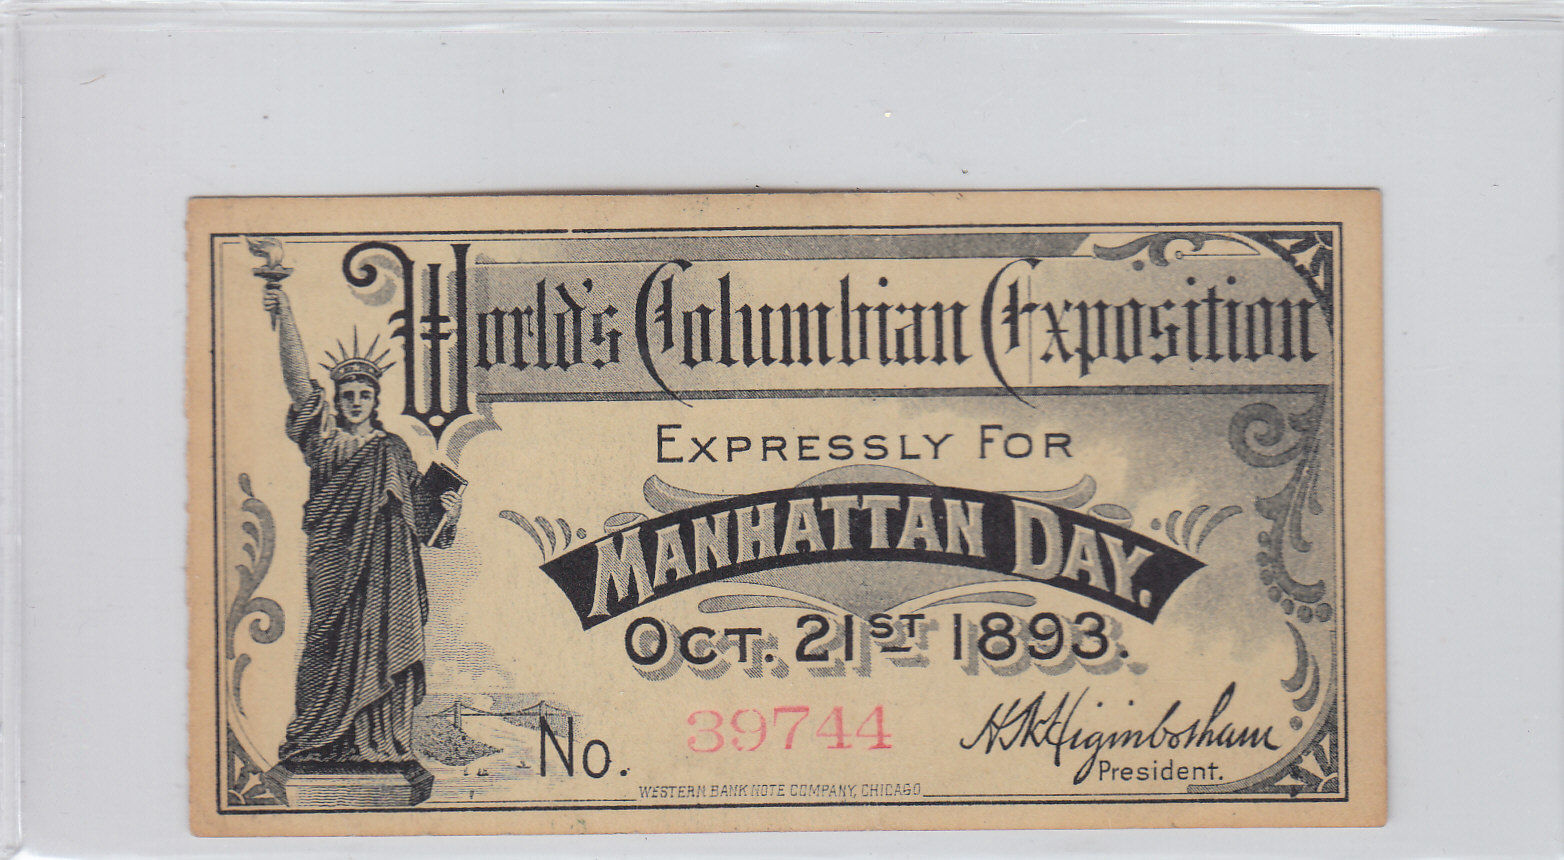 World's Columbian Exposition
EXPRESSLY FOR
MANHATTAN DAY.
OCT. 21ST 1893.
No. 39744
H.N. Higinbotham
President.
WESTERN BANK NOTE COMPANY, CHICAGO